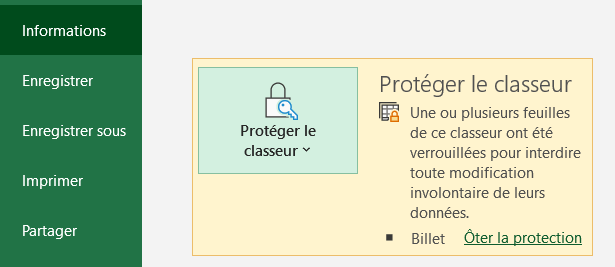 Informations
Enregistrer
Enregistrer sous
Imprimer
Partager
Protéger le
classeur
Protéger le classeur
Une ou plusieurs feuilles
de ce classeur ont été
verrouillées pour interdire
toute modification
involontaire de leurs
données.
Billet Ôter la protection